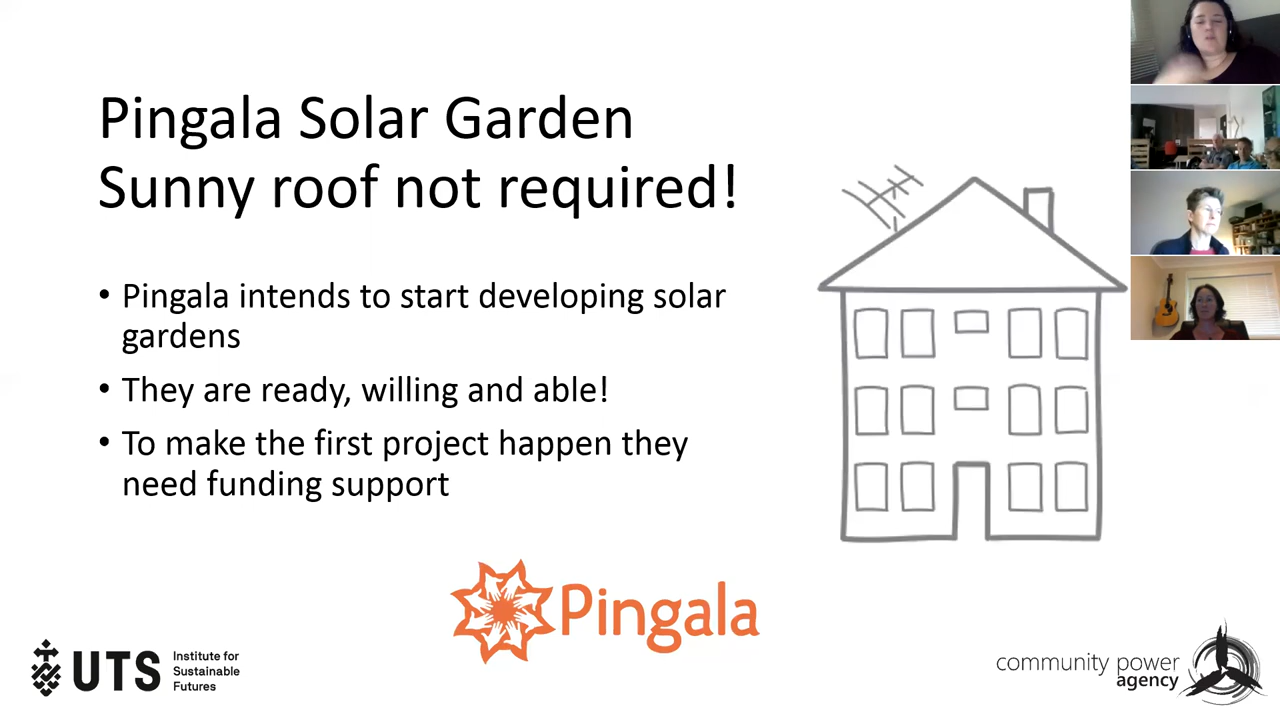 Pingala Solar Garden
Sunny roof not required!
• Pingala intends to start developing solar
gardens
• They are ready, willing and able!
• To make the first project happen they
need funding support
Pingala
UTS
Institute for
Sustainable
Futures
community power
agency